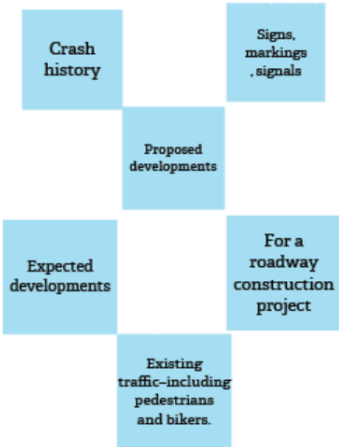 Crash
history
Signs,
markings
, signals
Proposed
developments
Expected
developments
For a
roadway
construction
project
Existing
traffic–including
pedestrians
and bikers.